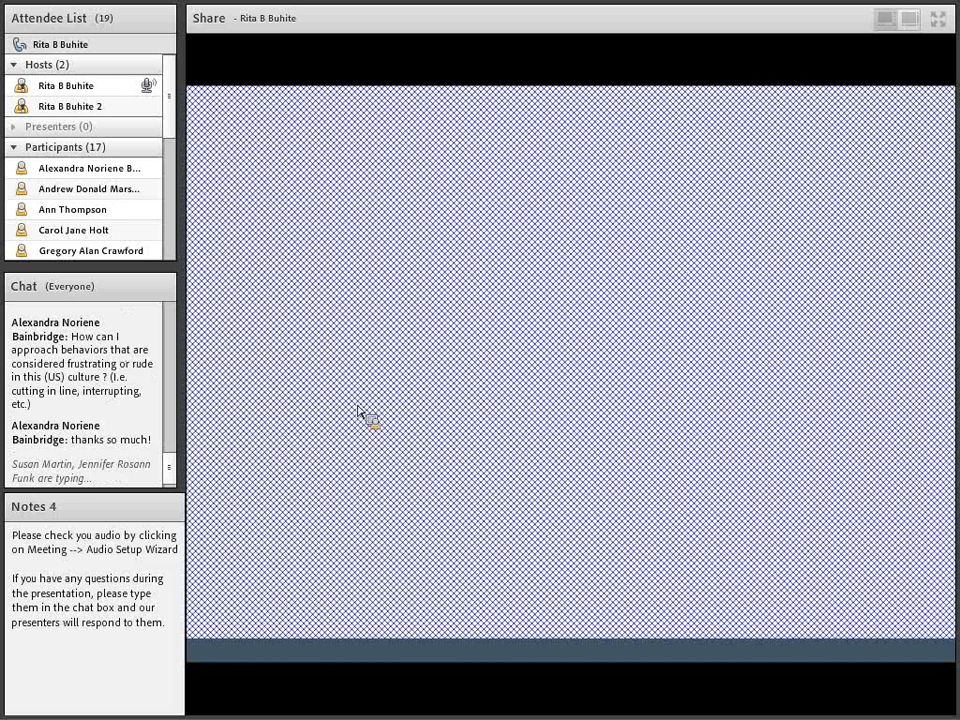 Attendee List (19)
Rita B Buhite
Hosts (2)
Rita B Buhite
Rita B Buhite 2
Presenters (0)
Participants (17)
Alexandra Noriene B...
Andrew Donald Mars...
Ann Thompson
Carol Jane Holt
Gregory Alan Crawford
Chat (Everyone)
Alexandra Noriene
Bainbridge: How can I
approach behaviors that are
considered frustrating or rude
in this (US) culture ? (I.e.
cutting in line, interrupting,
etc.)
Alexandra Noriene
Bainbridge: thanks so much!
Susan Martin, Jennifer Rosann
Funk are typing...
Notes 4
Please check you audio by clicking
on Meeting --> Audio Setup Wizard
If you have any questions during
the presentation, please type
them in the chat box and our
presenters will respond to them.
Share - Rita B Buhite